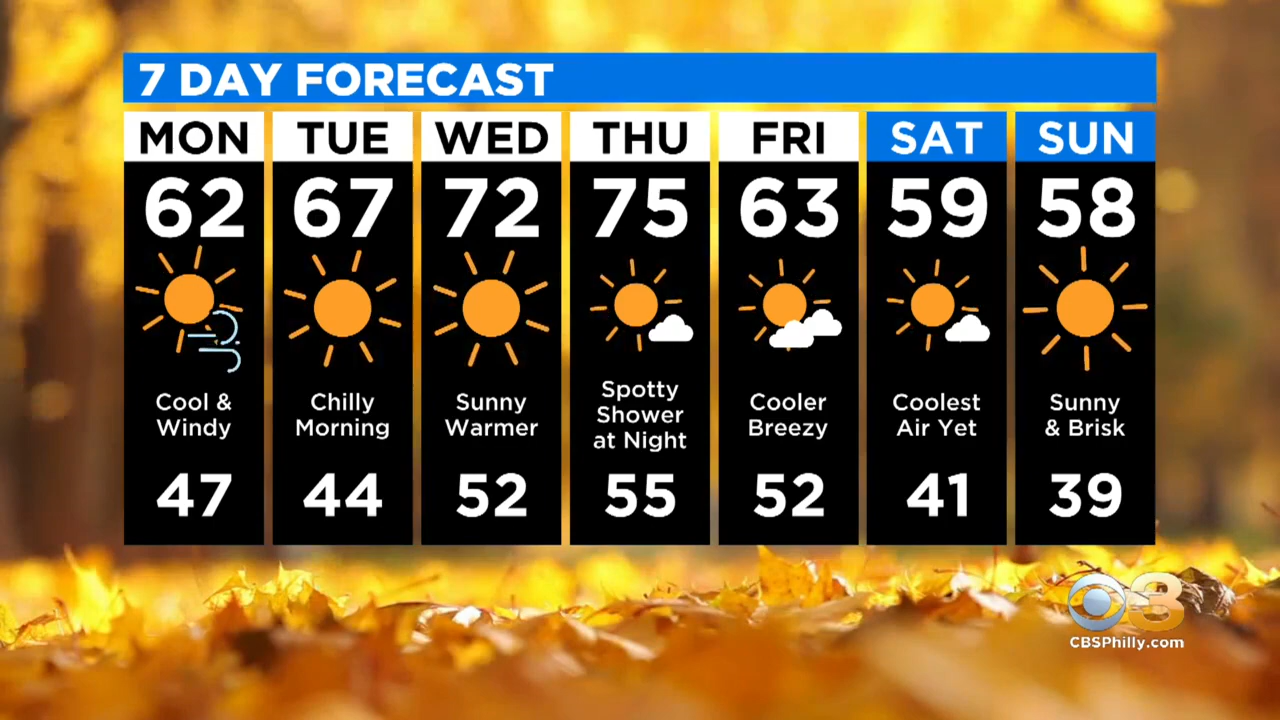 7 DAY FORECAST
MON TUE WED THU FRI SAT SUN
62 67 72 75 63 59 58
Cool &
Windy
Chilly
Morning
Sunny
Warmer
Spotty
Shower
at Night
Cooler
Breezy
Coolest
Air Yet
Sunny
& Brisk
47 44 52 55 52 41 39
3
CBSPhilly.com